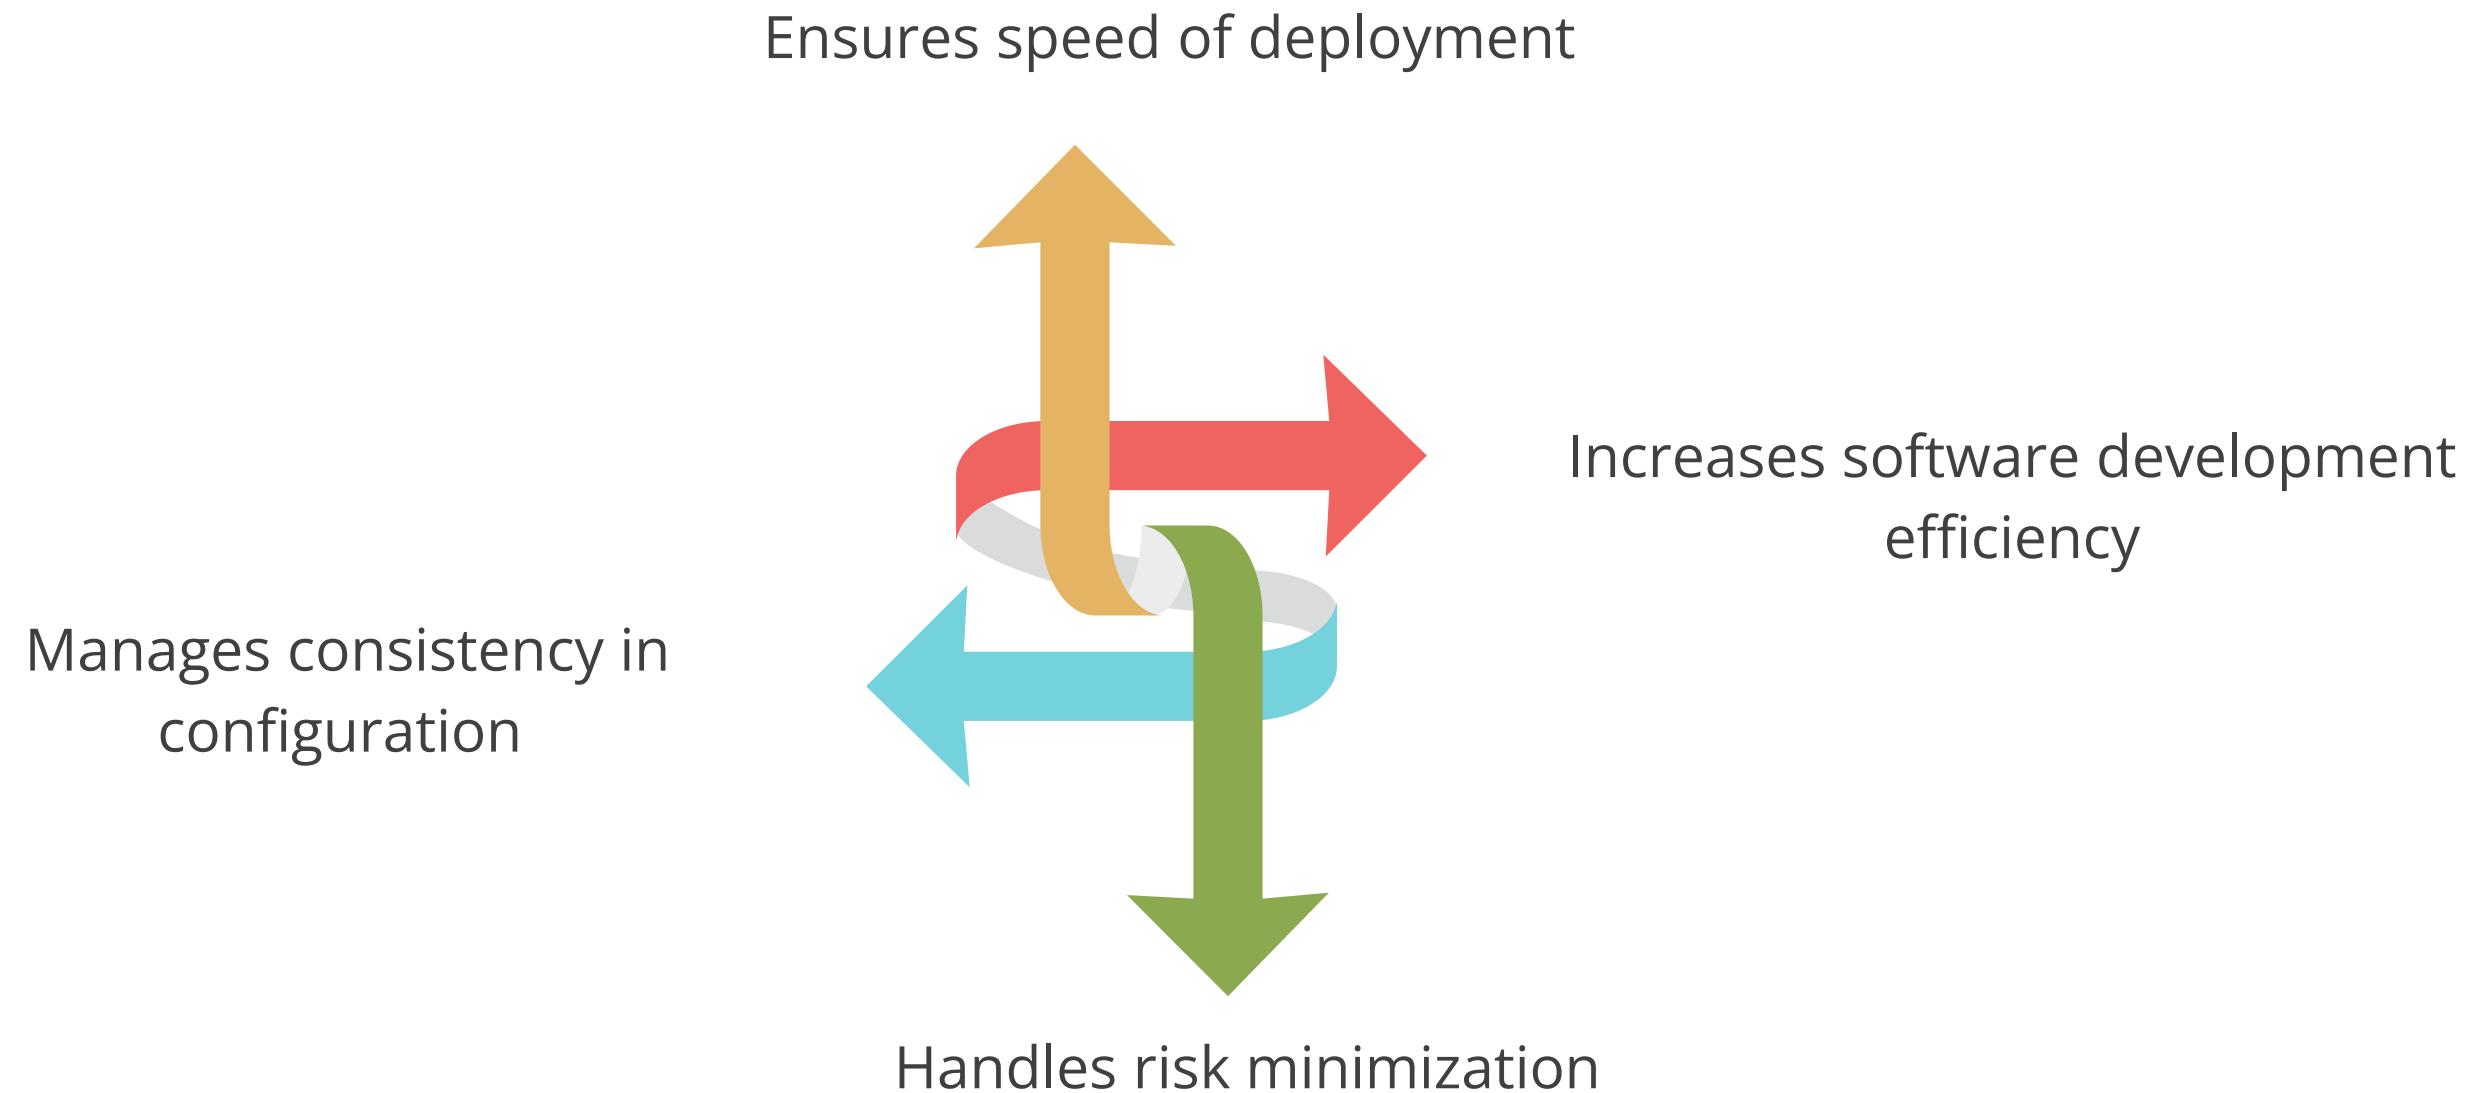 Ensures speed of deployment
Increases software development
efficiency
Manages consistency in
configuration
Handles risk minimization